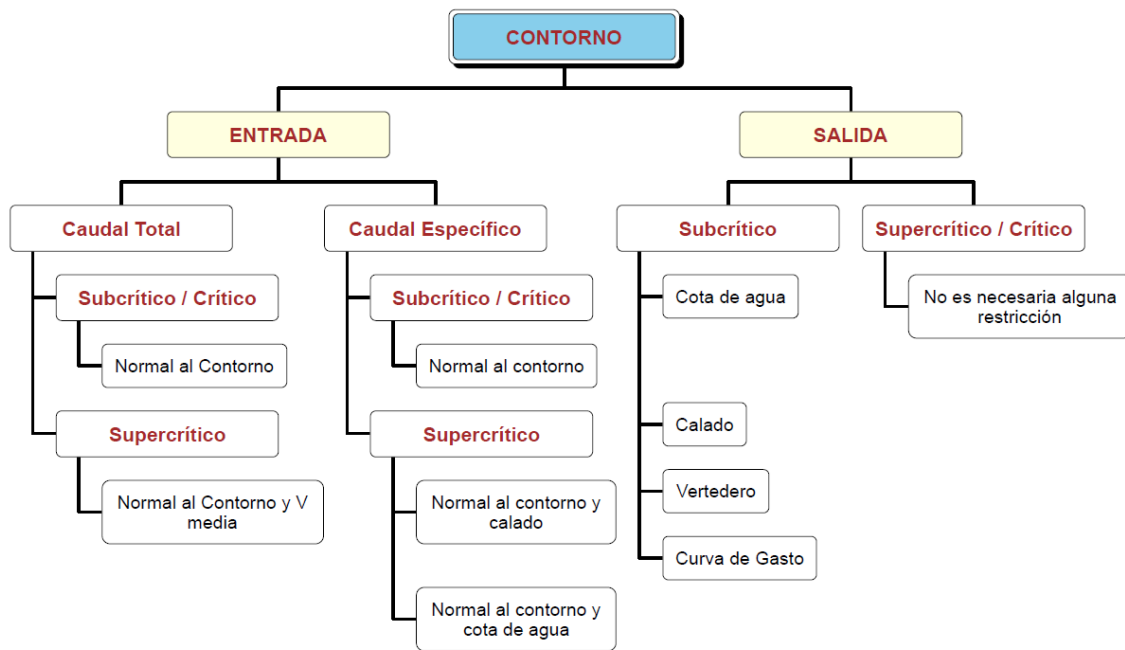 CONTORNO
ENTRADA
SALIDA
Caudal Total
Caudal Específico
Subcrítico
Supercrítico / Crítico
Subcrítico / Crítico
Normal al Contorno
Supercrítico
Normal al Contorno y V
media
Subcrítico / Crítico
Normal al contorno
Supercrítico
Normal al contorno y
calado
Normal al contorno y
cota de agua
Cota de agua
Calado
Vertedero
Curva de Gasto
No es necesaria alguna
restricción